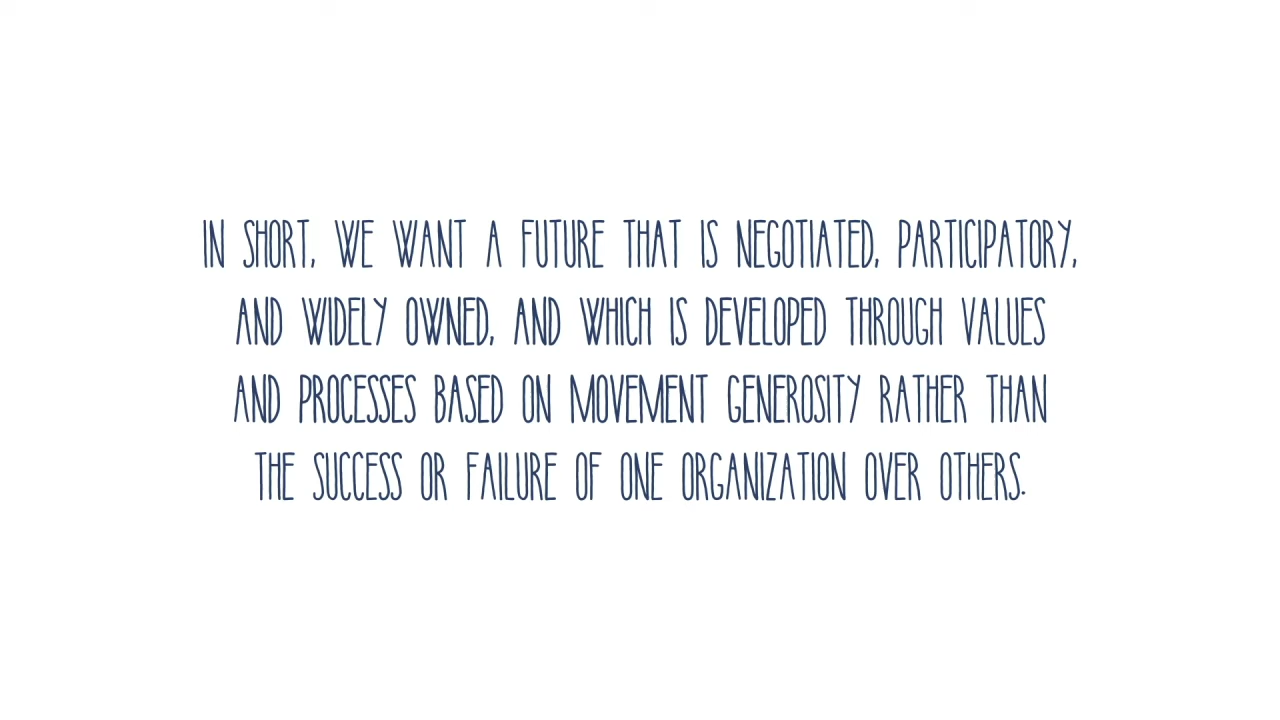 IN SHORT, WE WANT A FUTURE THAT IS NEGOTIATED, PARTICIPATORY,
AND WIDELY OWNED, AND WHICH IS DEVELOPED THROUGH VALUES
AND PROCESSES BASED ON MOVEMENT GENEROSITY RATHER THAN
THE SUCCESS OR FAILURE OF ONE ORGANIZATION OVER OTHERS.